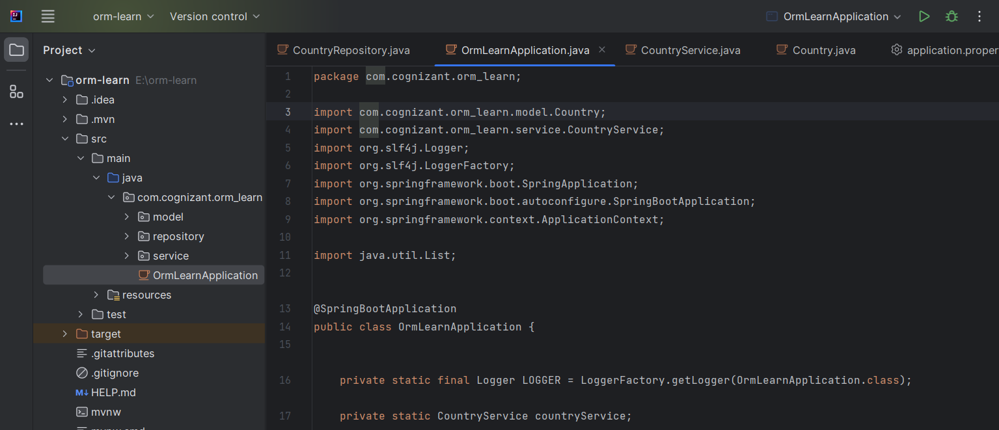 orm-learn
Version control
OrmLearnApplication
Project
orm-learn E:\orm-learn
.idea
.mvn
src
main
java
com.cognizant.orm_learn
model
repository
service
OrmLearnApplication
resources
test
target
.gitattributes
.gitignore
M↓ HELP.md
mvnw
CountryRepository.java
OrmLearnApplication.java
CountryService.java
Country.java
application.proper
1 package com.cognizant.orm_learn;
2
3 import com.cognizant.orm_learn.model.Country;
4 import com.cognizant.orm_learn.service.CountryService;
5 import org.slf4j.Logger;
6 import org.slf4j.LoggerFactory;
7 import org.springframework.boot.SpringApplication;
8 import org.springframework.boot.autoconfigure.SpringBootApplication;
9 import org.springframework.context.ApplicationContext;
10
11 import java.util.List;
12
13 @SpringBootApplication
14 public class OrmLearnApplication {
15
16 private static final Logger LOGGER = LoggerFactory.getLogger(OrmLearnApplication.class);
17 private static CountryService countryService;